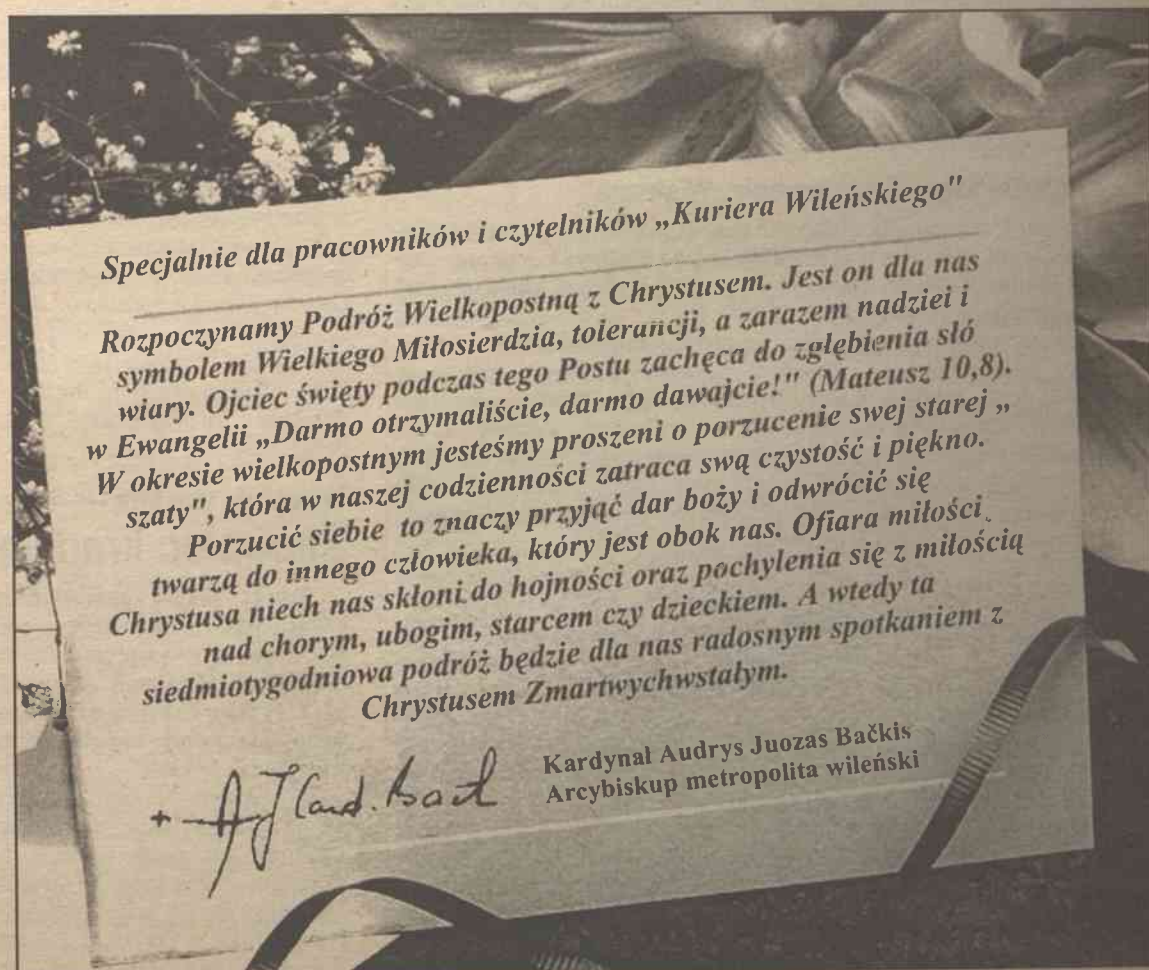 Specjalnie dla pracowników i czytelników „Kuriera Wileńskiego"
Rozpoczynamy Podróż Wielkopostną z Chrystusem. Jest on dla nas
symbolem Wielkiego Miłosierdzia, tolerancji, a zarazem nadziei i
wiary. Ojciec święty podczas tego Postu zachęca do zgłębienia słó
w Ewangelii „Darmo otrzymaliście, darmo dawajcie!" (Mateusz 10,8).
W okresie wielkopostnym jesteśmy proszeni o porzucenie swej starej „
szaty", która w naszej codzienności zatraca swą czystość i piękno.
Porzucić siebie to znaczy przyjąć dar boży i odwrócić się
twarzą do innego człowieka, który jest obok nas. Ofiara miłości
Chrystusa niech nas skłoni do hojności oraz pochylenia się z miłością
nad chorym, ubogim, starcem czy dzieckiem. A wtedy ta
siedmiotygodniowa podróż będzie dla nas radosnym spotkaniem z
Chrystusem Zmartwychwstałym.
+ AJ Card. Bačk
Kardynał Audrys Juozas Bačkis
Arcybiskup metropolita wileński